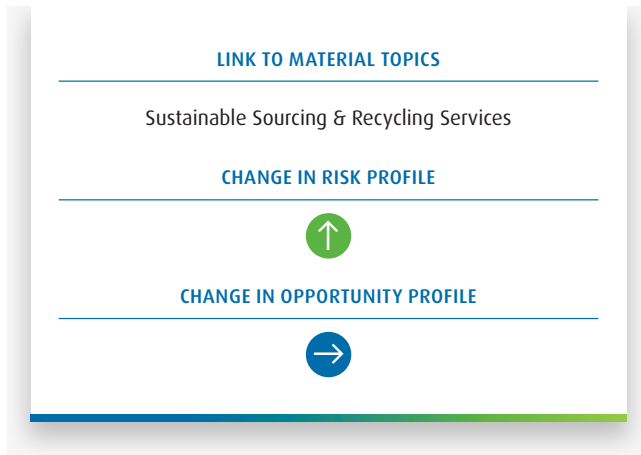 LINK TO MATERIAL TOPICS
Sustainable Sourcing & Recycling Services
CHANGE IN RISK PROFILE
CHANGE IN OPPORTUNITY PROFILE